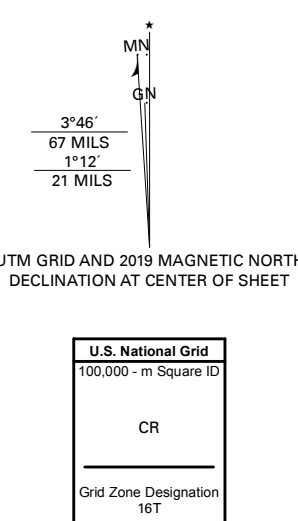 MN
GN
3°46´
67 MILS
1°12´
21 MILS
UTM GRID AND 2019 MAGNETIC NORTH
DECLINATION AT CENTER OF SHEET
U.S. National Grid
100,000 - m Square ID
CR
Grid Zone Designation
16T